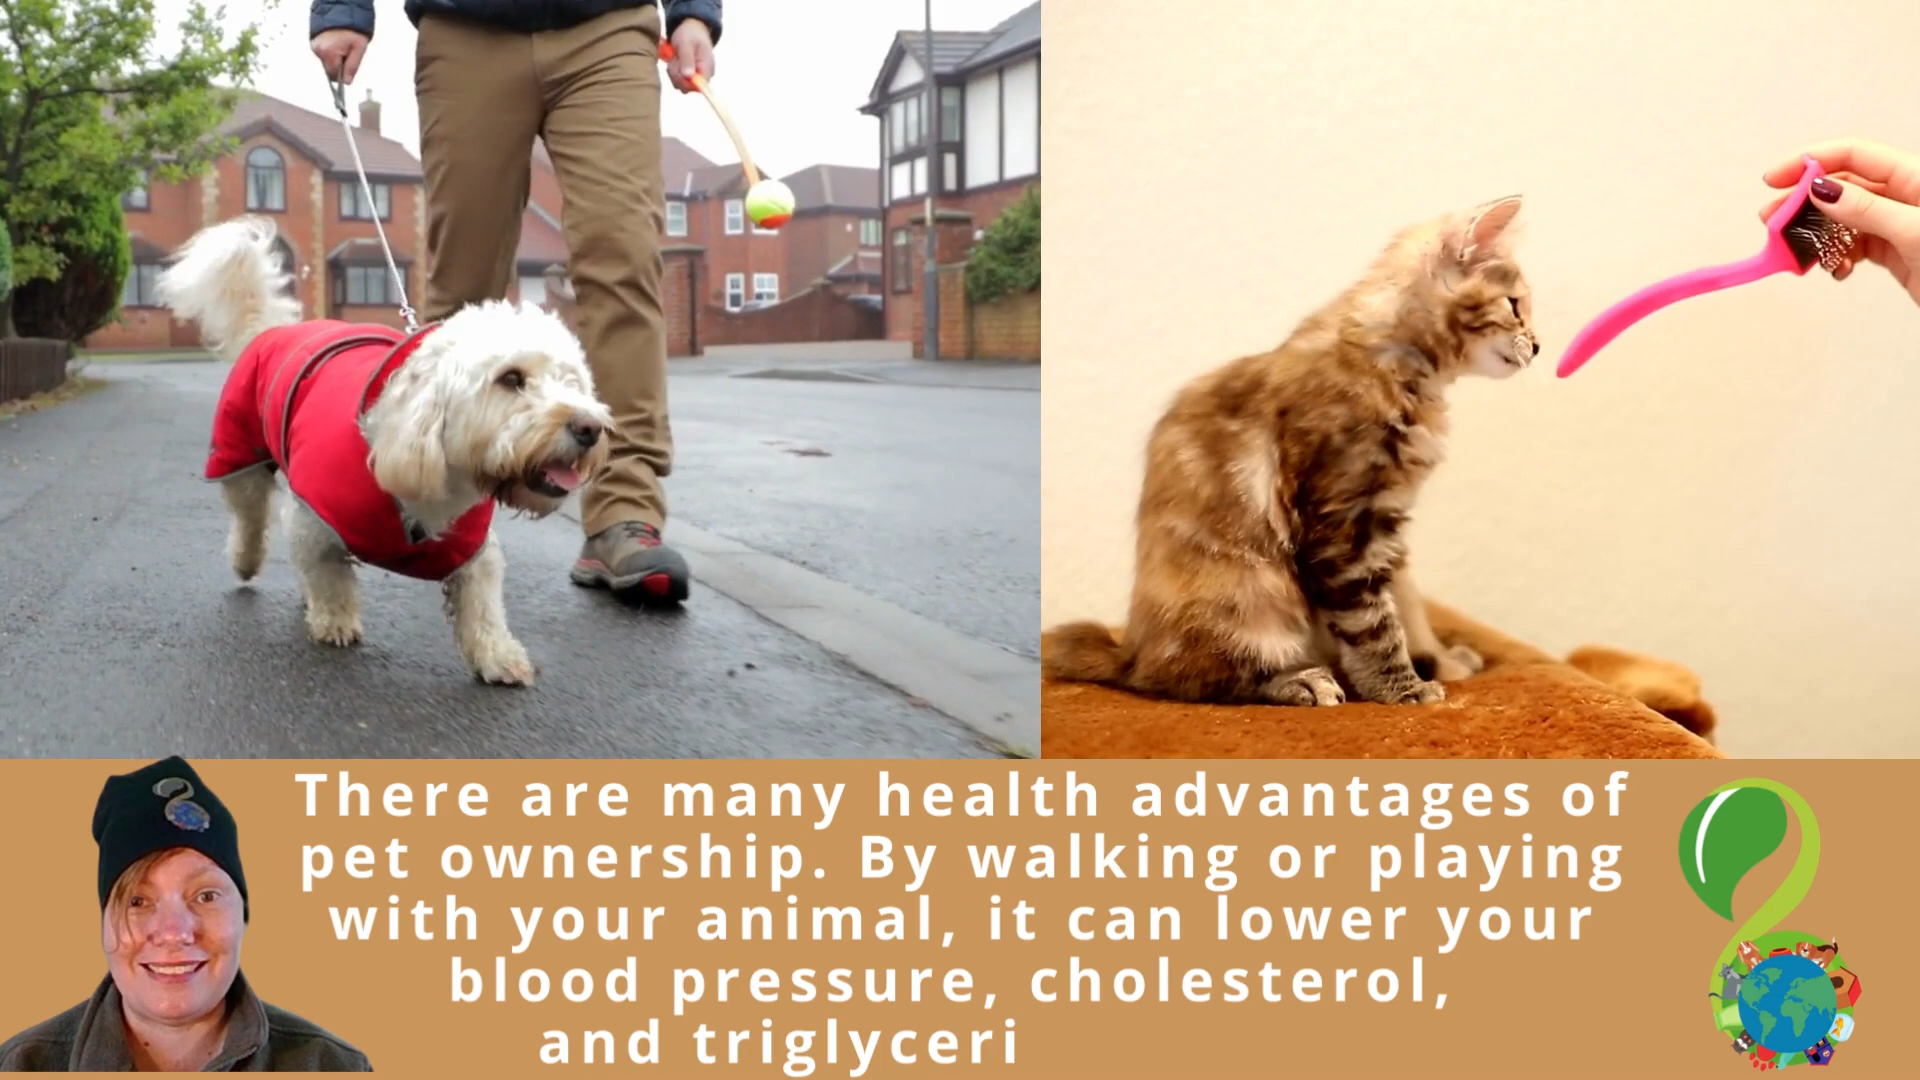 There are many health advantages of
pet ownership. By walking or playing
with your animal, it can lower your
blood pressure, cholesterol,
and triglyceri